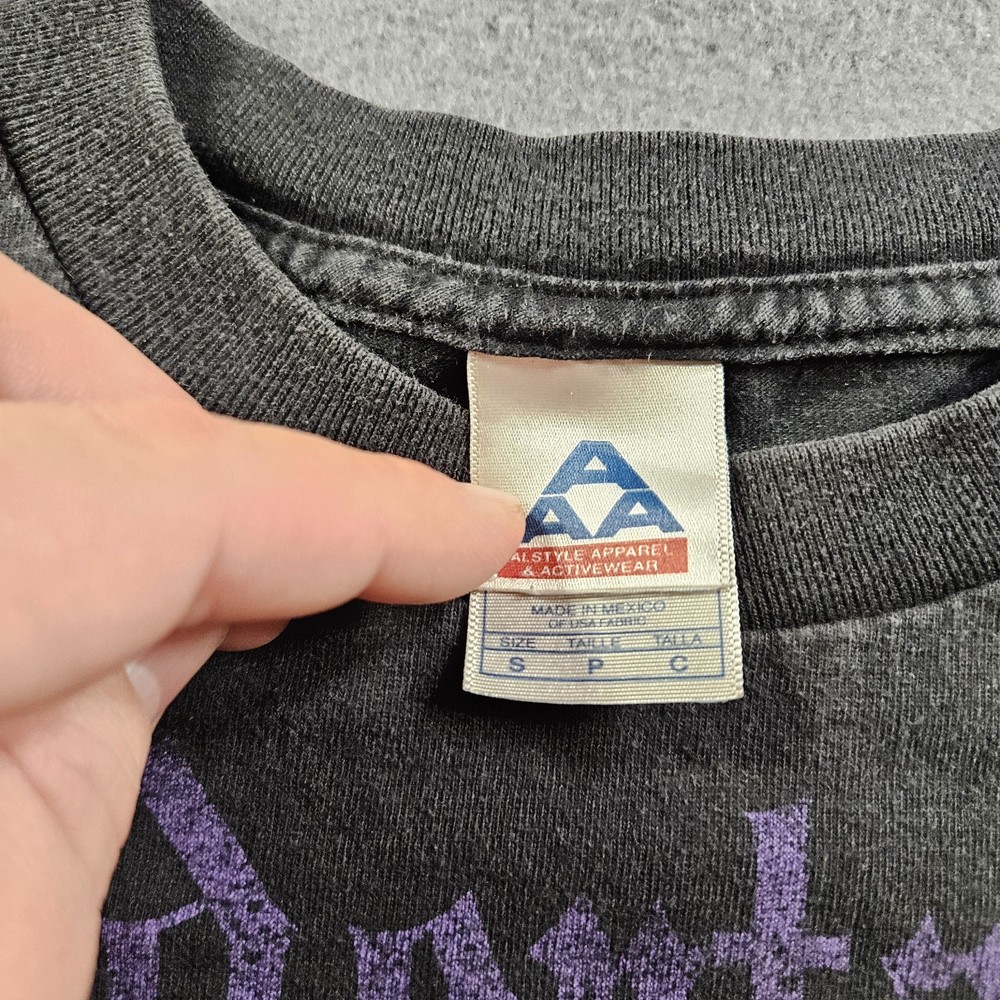 AAA
ALSTYLE APPAREL
& ACTIVEWEAR
MADE IN MEXICO
OF USA FABRIC
SIZE TAILLE TALLA
S P C